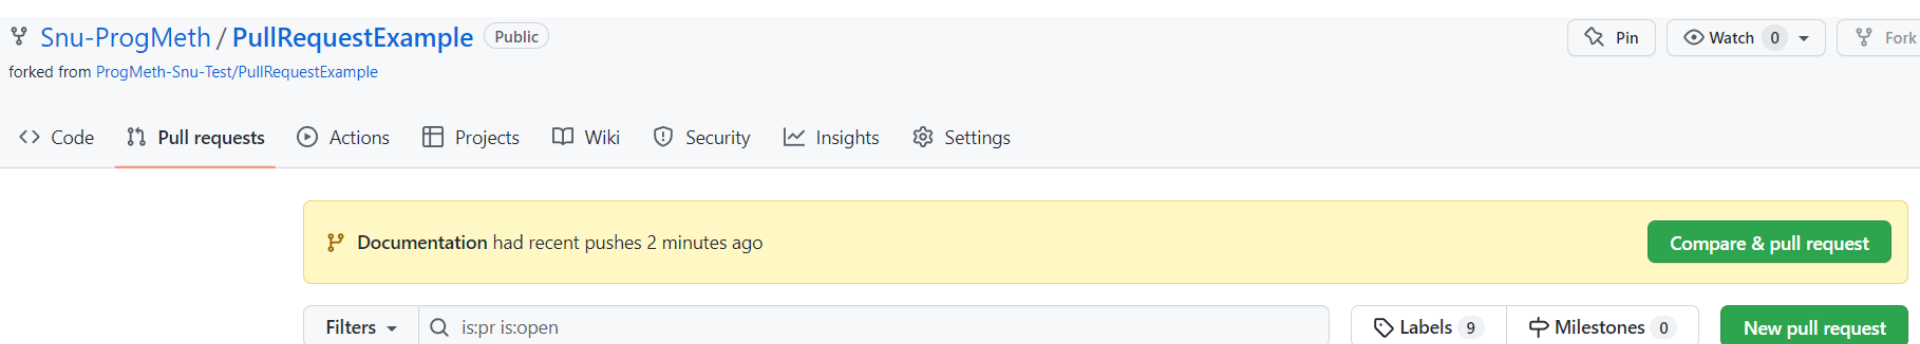 Snu-ProgMeth / PullRequestExample Public Pin Watch 0 Fork
forked from ProgMeth-Snu-Test/PullRequestExample
Code Pull requests Actions Projects Wiki Security Insights Settings
Documentation had recent pushes 2 minutes ago Compare & pull request
Filters is:pr is:open Labels 9 Milestones 0 New pull request